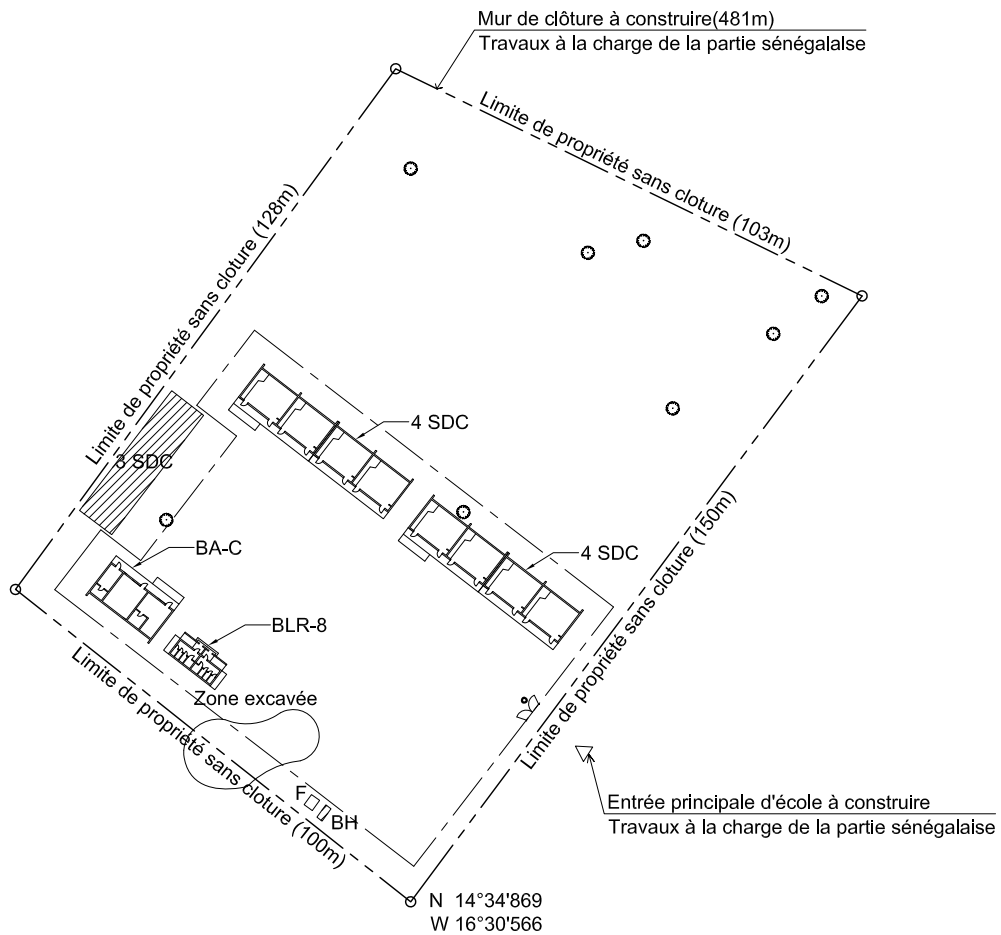 Mur de clôture à construire(481m)
Travaux à la charge de la partie sénégalaise
Limite de propriété sans cloture (103m)
Limite de propriété sans cloture (128m)
4 SDC
3 SDC
Limite de propriété sans cloture (150m)
BA-C
4 SDC
BLR-8
Zone excavée
Limite de propriété sans cloture (100m)
F
BH
Entrée principale d'école à construire
Travaux à la charge de la partie sénégalaise
N 14°34'869
W 16°30'566